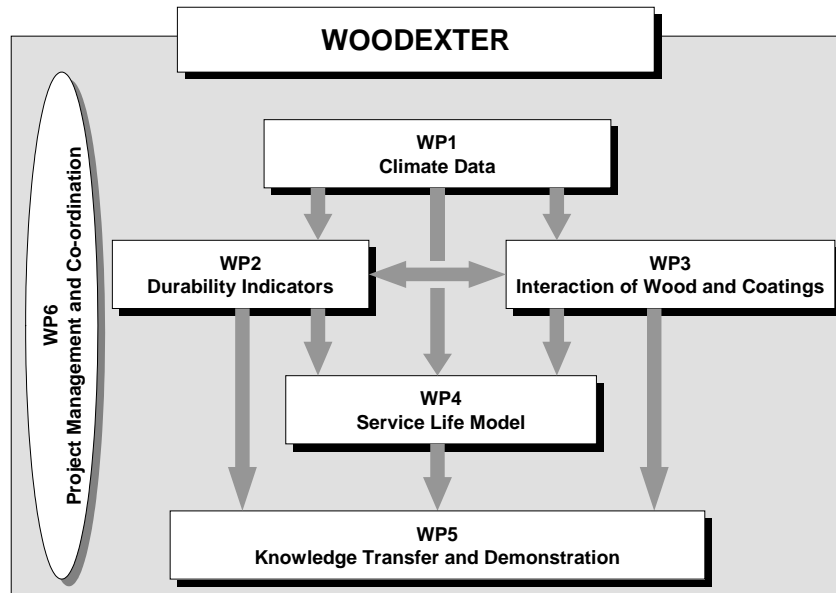 WOODEXTER
WP6
Project Management and Co-ordination
WP1
Climate Data
WP2
Durability Indicators
WP3
Interaction of Wood and Coatings
WP4
Service Life Model
WP5
Knowledge Transfer and Demonstration